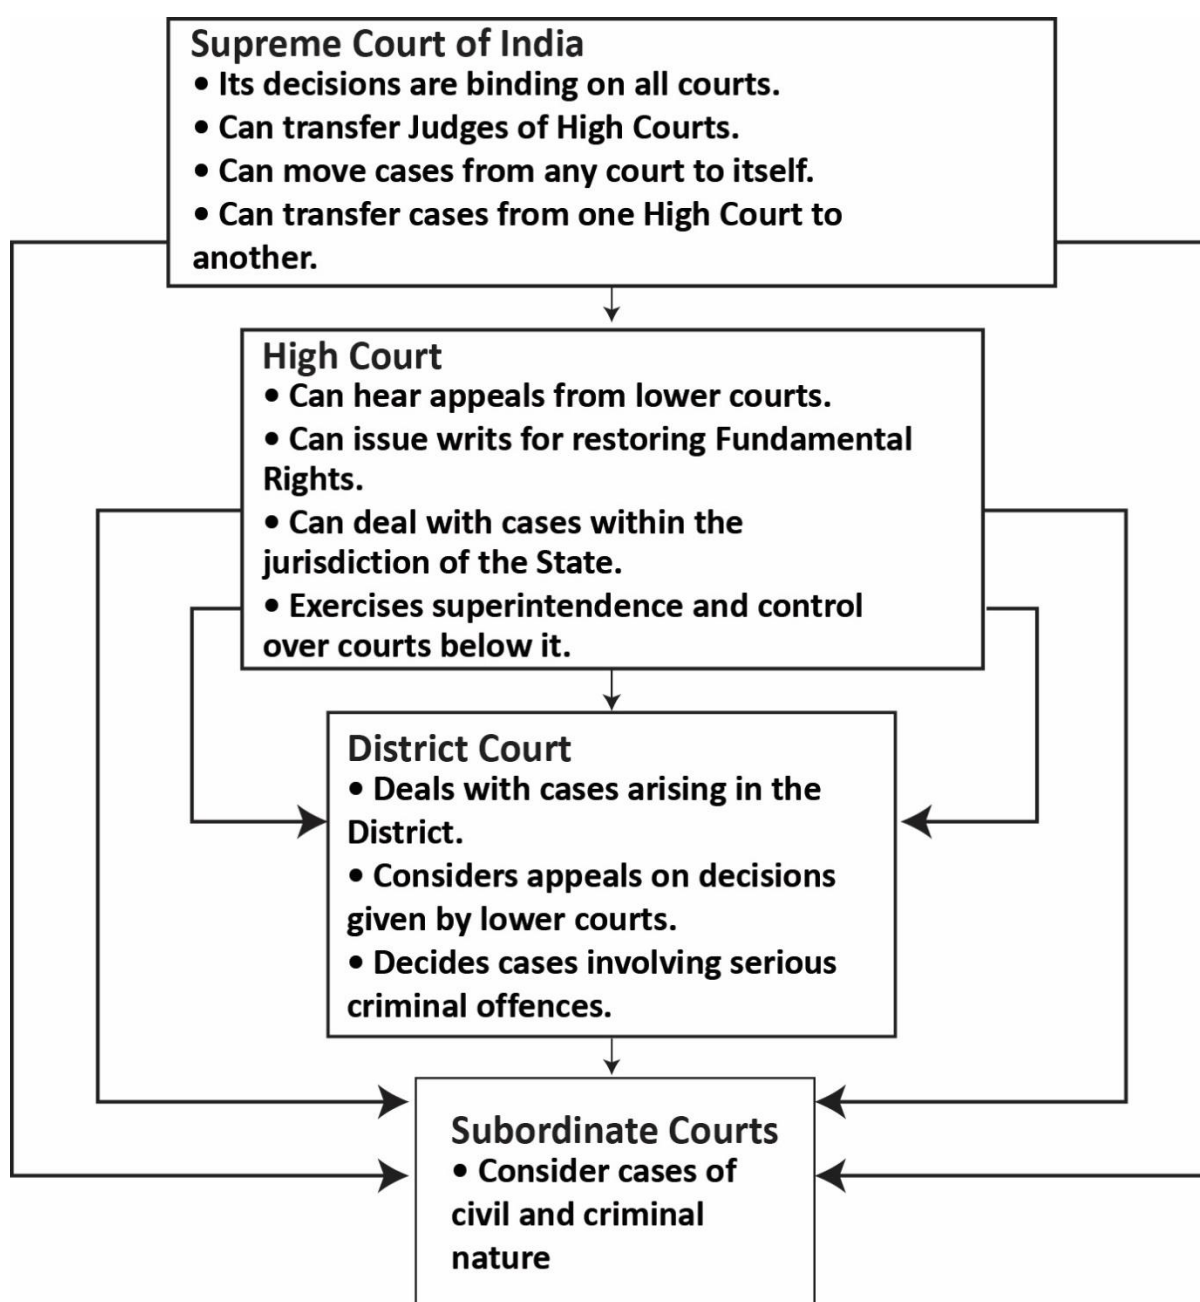 Supreme Court of India
• Its decisions are binding on all courts.
• Can transfer Judges of High Courts.
• Can move cases from any court to itself.
• Can transfer cases from one High Court to
another.
High Court
• Can hear appeals from lower courts.
• Can issue writs for restoring Fundamental
Rights.
• Can deal with cases within the
jurisdiction of the State.
• Exercises superintendence and control
over courts below it.
District Court
• Deals with cases arising in the
District.
• Considers appeals on decisions
given by lower courts.
• Decides cases involving serious
criminal offences.
Subordinate Courts
• Consider cases of
civil and criminal
nature